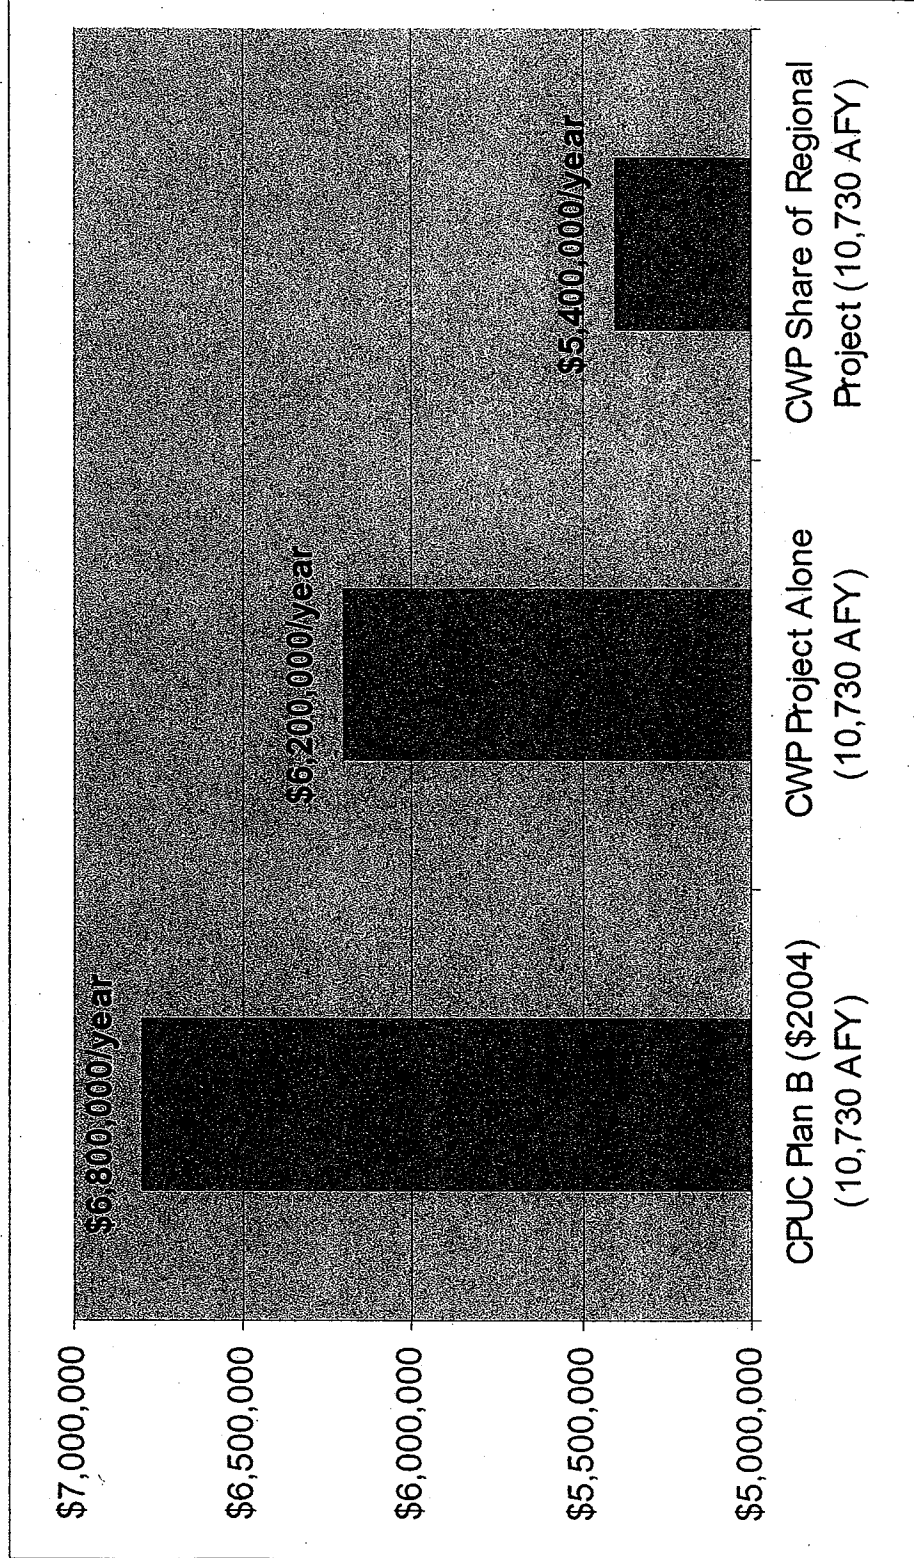 $7,000,000
$6,500,000
$6,000,000
$5,500,000
$5,000,000
$6,800,000/year
$6,200,000/year
$5,400,000/year
CPUC Plan B ($2004)
(10,730 AFY)
CWP Project Alone
(10,730 AFY)
CWP Share of Regional
Project (10,730 AFY)